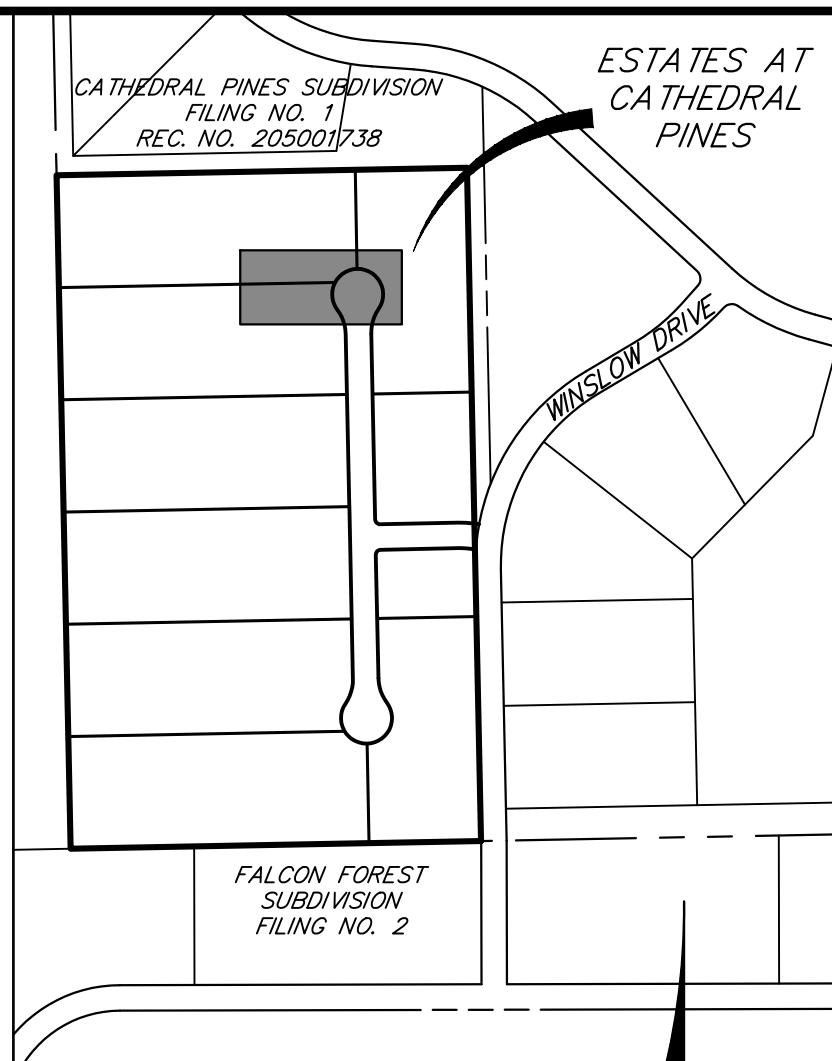 CATHEDRAL PINES SUBDIVISION
FILING NO. 1
REC. NO. 205001738
ESTATES AT
CATHEDRAL
PINES
WINSLOW DRIVE
FALCON FOREST
SUBDIVISION
FILING NO. 2